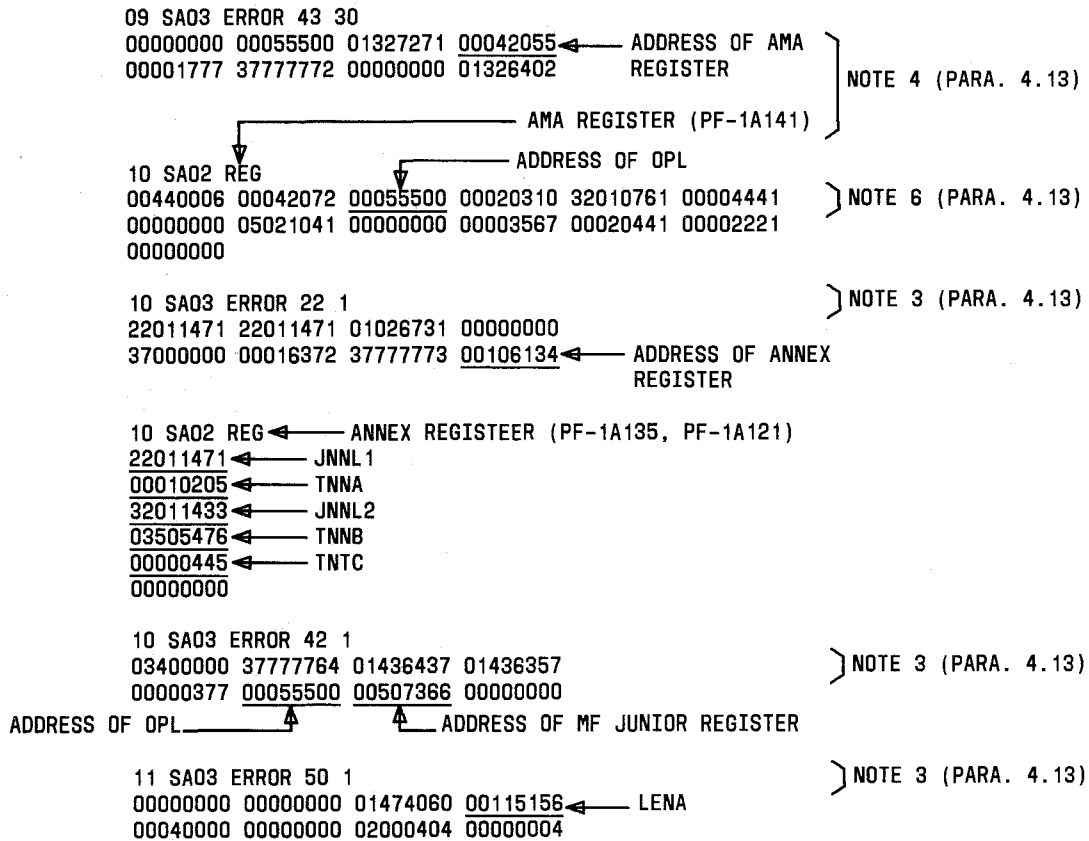 09 SA03 ERROR 43 30
00000000 00055500 01327271 00042055 ADDRESS OF AMA
00001777 37777772 00000000 01326402 REGISTER
NOTE 4 (PARA. 4.13)
AMA REGISTER (PF-1A141)
ADDRESS OF OPL
10 SA02 REG
00440006 00042072 00055500 00020310 32010761 00004441 NOTE 6 (PARA. 4.13)
00000000 05021041 00000000 00003567 00020441 00002221
00000000
10 SA03 ERROR 22 1 NOTE 3 (PARA. 4.13)
22011471 22011471 01026731 00000000
37000000 00016372 37777773 00106134 ADDRESS OF ANNEX
REGISTER
10 SA02 REG ANNEX REGISTEER (PF-1A135, PF-1A121)
22011471 JNNL1
00010205 TNNA
32011433 JNNL2
03505476 TNNB
00000445 TNTC
00000000
10 SA03 ERROR 42 1
03400000 37777764 01436437 01436357 NOTE 3 (PARA. 4.13)
00000377 00055500 00507366 00000000
ADDRESS OF OPL ADDRESS OF MF JUNIOR REGISTER
11 SA03 ERROR 50 1 NOTE 3 (PARA. 4.13)
00000000 00000000 01474060 00115156 LENA
00040000 00000000 02000404 00000004